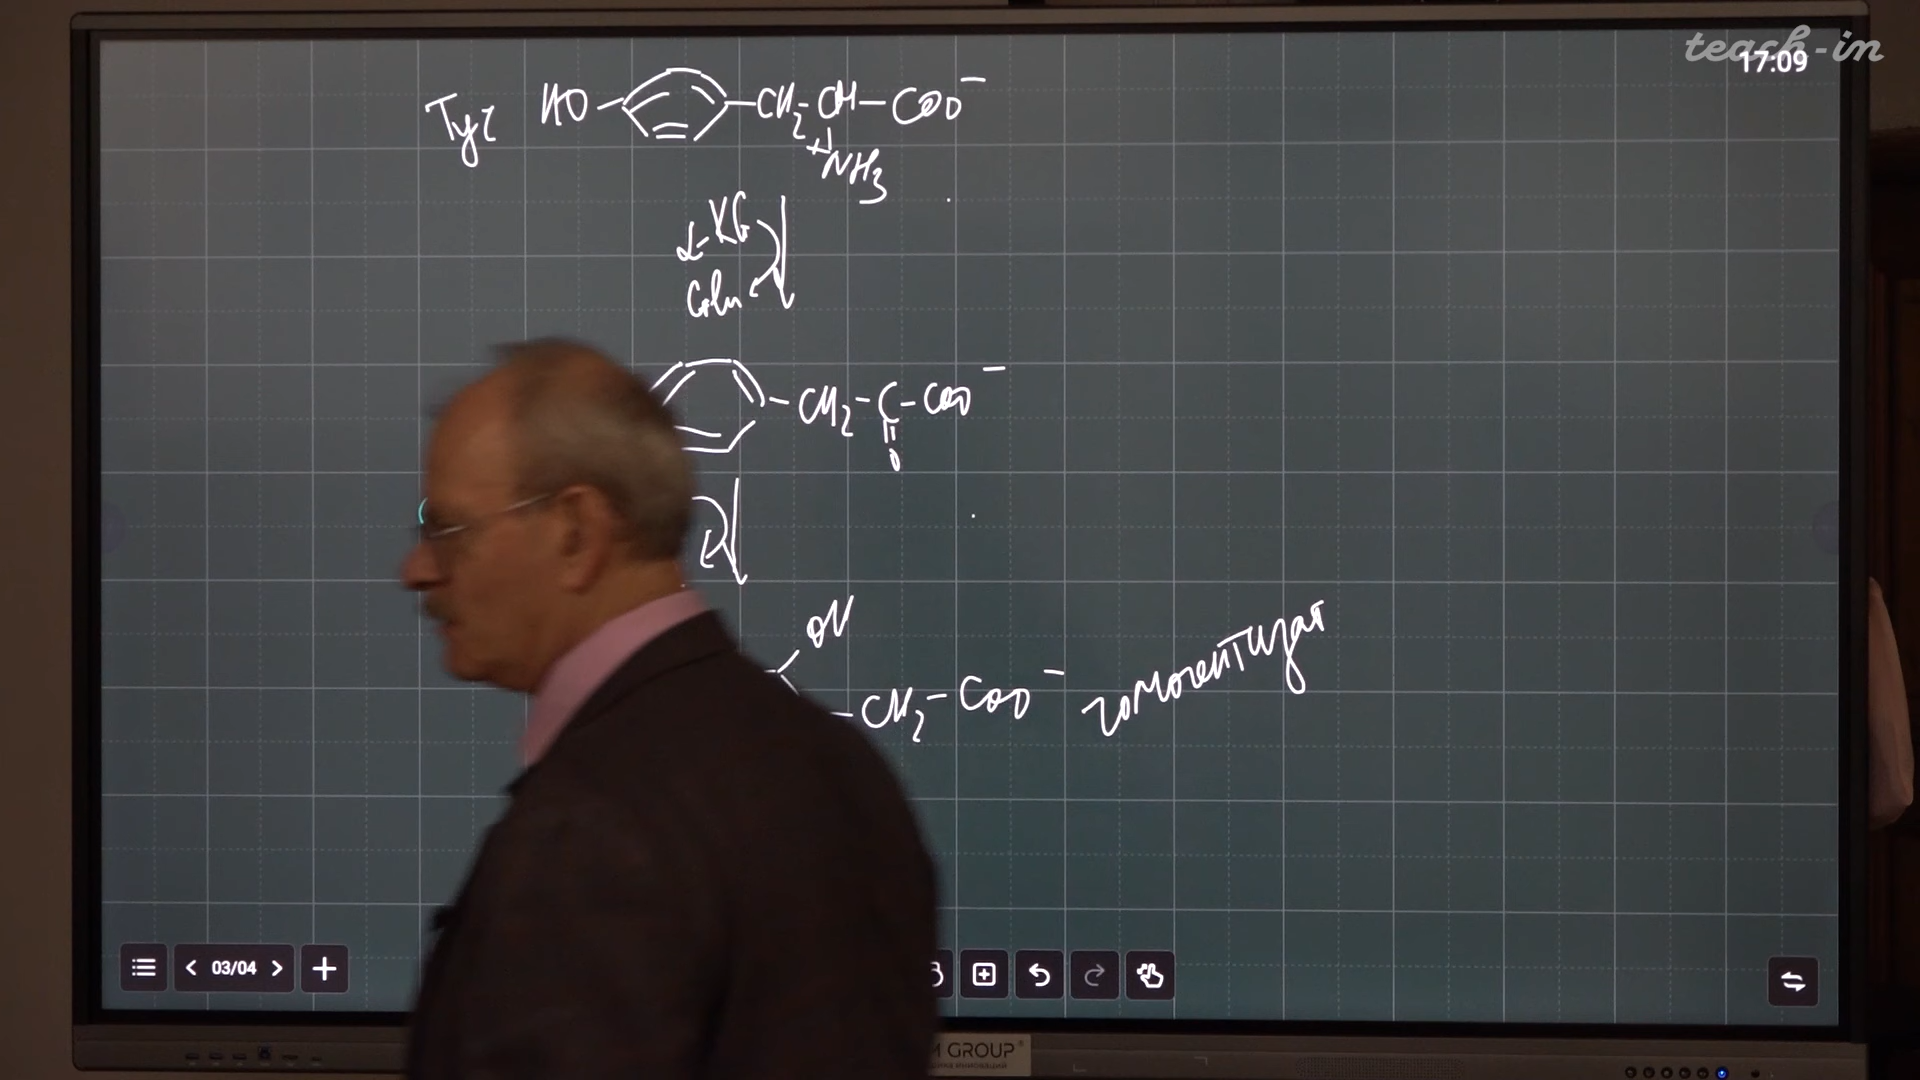 teach-in
17:09
Тут HO CH₂-CH-COO⁻
⁺NH₃
α-KG
Glu
CH₂-C-COO⁻
O
OH
CH₂-COO⁻ гомогентизат
03/04
GROUP